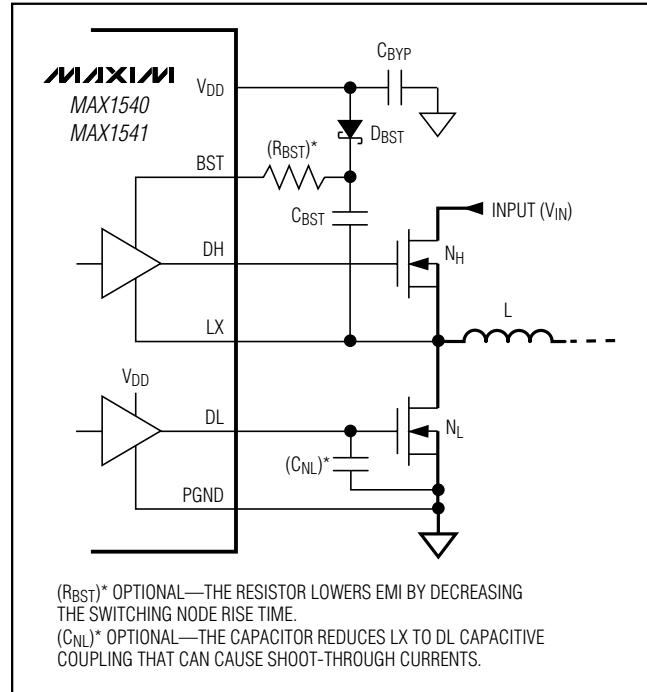 MAXIM
MAX1540
MAX1541
VDD
CBYP
DBST
BST
(RBST)*
CBST
INPUT (VIN)
DH
NH
LX
L
VDD
DL
NL
(CNL)*
PGND
(RBST)* OPTIONAL—THE RESISTOR LOWERS EMI BY DECREASING
THE SWITCHING NODE RISE TIME.
(CNL)* OPTIONAL—THE CAPACITOR REDUCES LX TO DL CAPACITIVE
COUPLING THAT CAN CAUSE SHOOT-THROUGH CURRENTS.